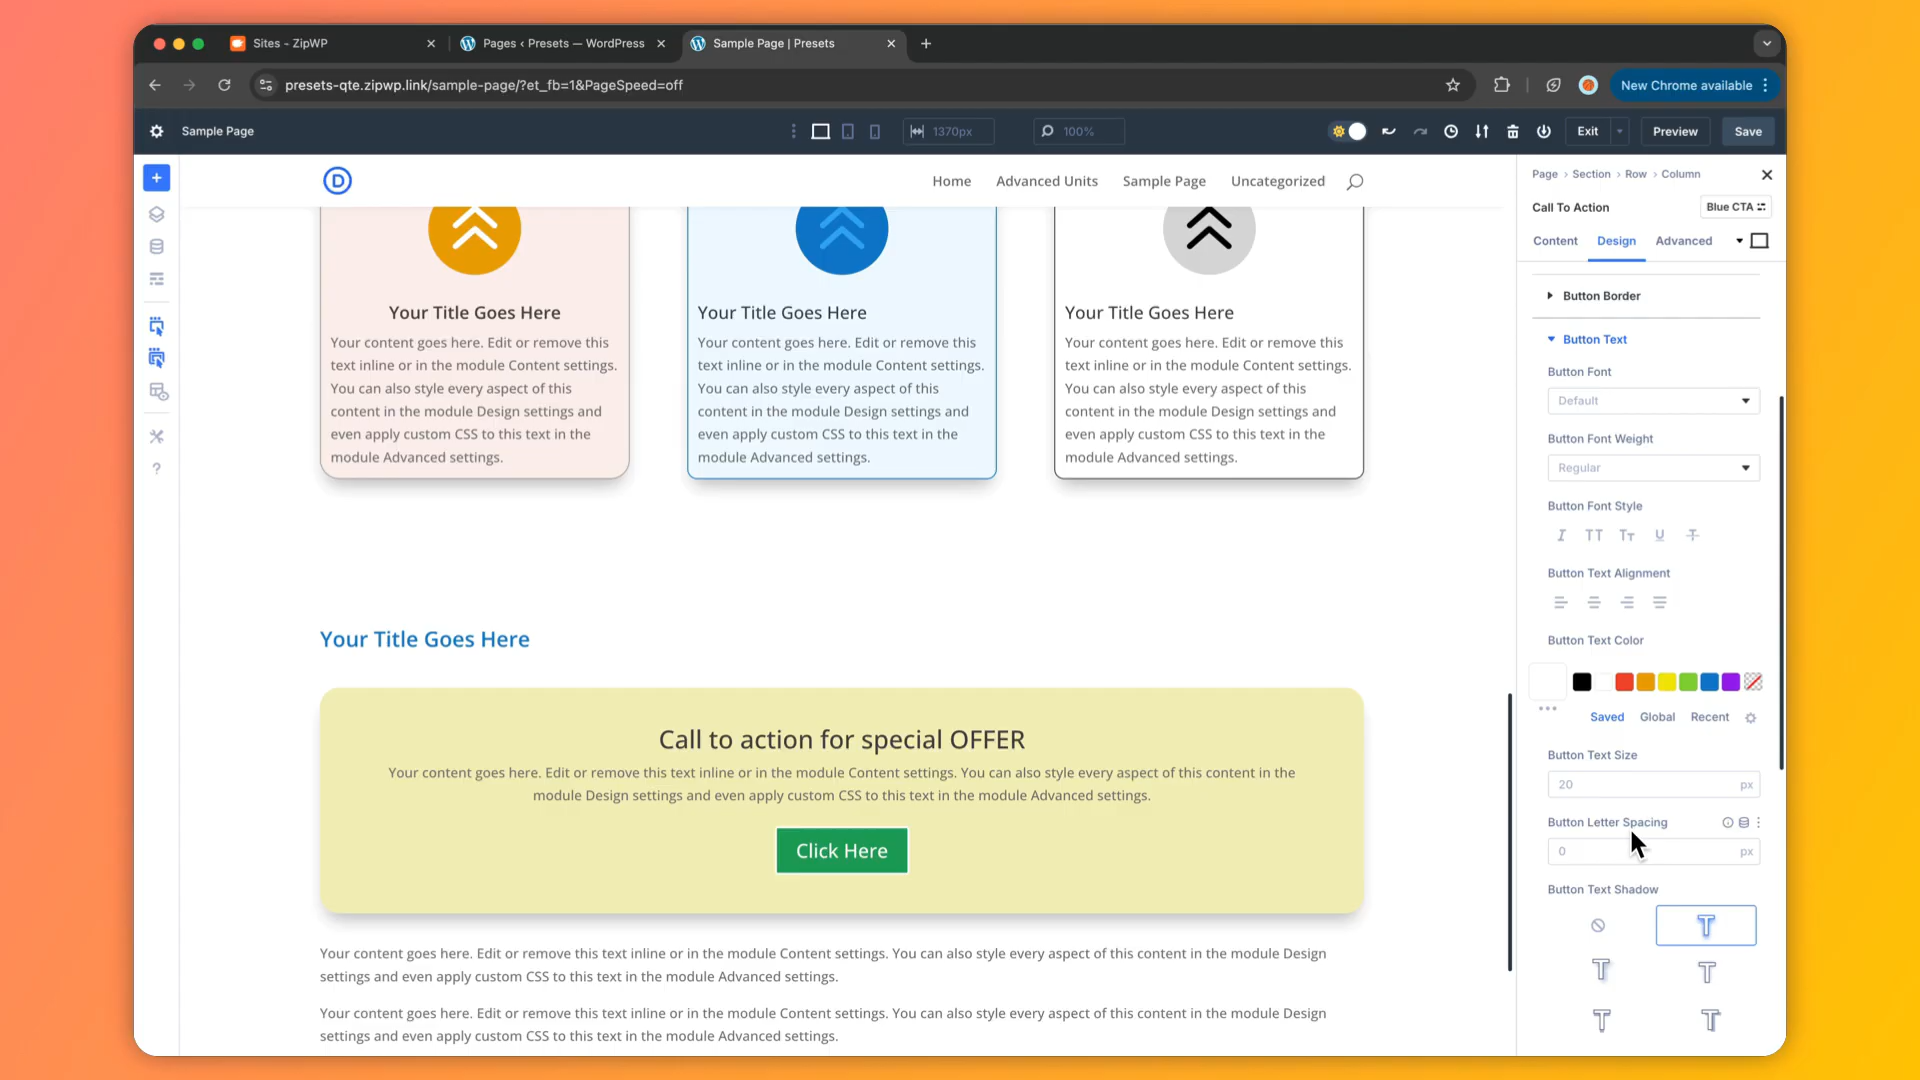 Sites - ZipWP
Pages ‹ Presets — WordPress
Sample Page | Presets
presets-qte.zipwp.link/sample-page/?et_fb=1&PageSpeed=off
New Chrome available
Sample Page
1370px
100%
Exit
Preview
Save
D
Home
Advanced Units
Sample Page
Uncategorized
Your Title Goes Here
Your content goes here. Edit or remove this
text inline or in the module Content settings.
You can also style every aspect of this
content in the module Design settings and
even apply custom CSS to this text in the
module Advanced settings.
Your Title Goes Here
Your content goes here. Edit or remove this
text inline or in the module Content settings.
You can also style every aspect of this
content in the module Design settings and
even apply custom CSS to this text in the
module Advanced settings.
Your Title Goes Here
Your content goes here. Edit or remove this
text inline or in the module Content settings.
You can also style every aspect of this
content in the module Design settings and
even apply custom CSS to this text in the
module Advanced settings.
Your Title Goes Here
Call to action for special OFFER
Your content goes here. Edit or remove this text inline or in the module Content settings. You can also style every aspect of this content in the
module Design settings and even apply custom CSS to this text in the module Advanced settings.
Click Here
Your content goes here. Edit or remove this text inline or in the module Content settings. You can also style every aspect of this content in the module Design
settings and even apply custom CSS to this text in the module Advanced settings.
Your content goes here. Edit or remove this text inline or in the module Content settings. You can also style every aspect of this content in the module Design
settings and even apply custom CSS to this text in the module Advanced settings.
Page › Section › Row › Column
Call To Action
Blue CTA
Content
Design
Advanced
Button Border
Button Text
Button Font
Default
Button Font Weight
Regular
Button Font Style
I TT Tт U T
Button Text Alignment
Button Text Color
Saved
Global
Recent
Button Text Size
20 px
Button Letter Spacing
0 px
Button Text Shadow
T
T T
T T